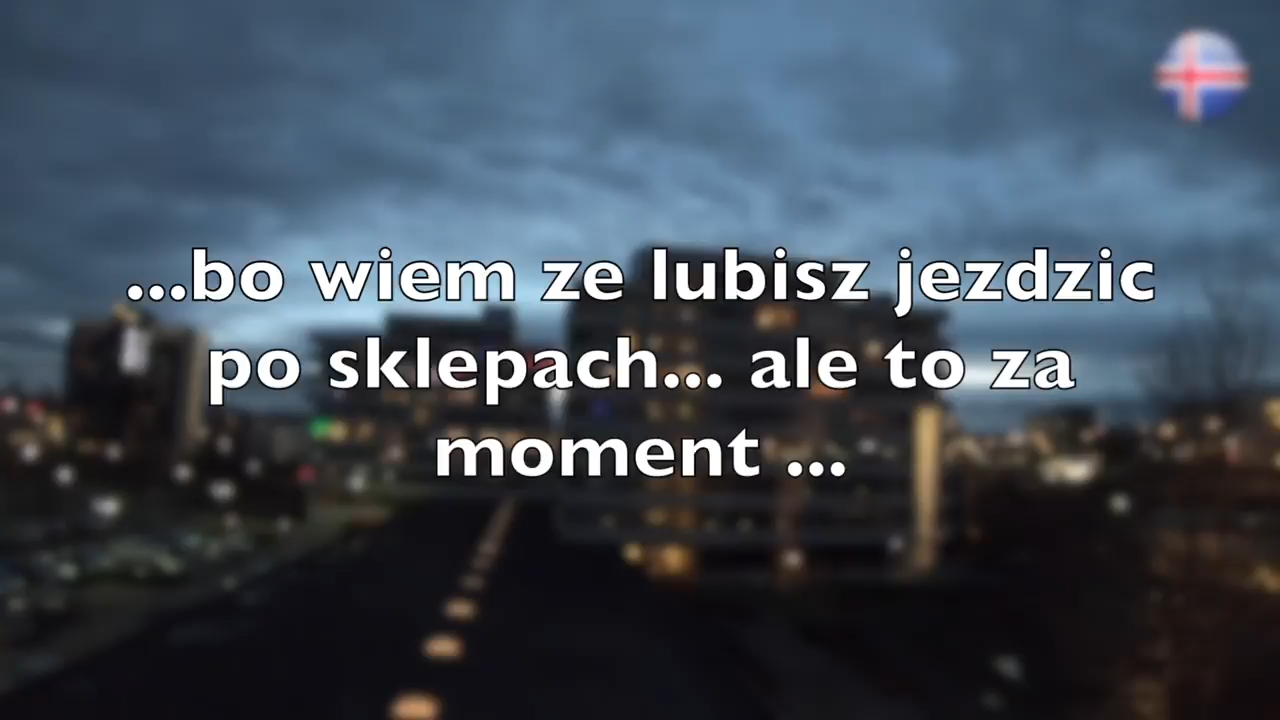 ...bo wiem ze lubisz jezdzic
po sklepach... ale to za
moment ...